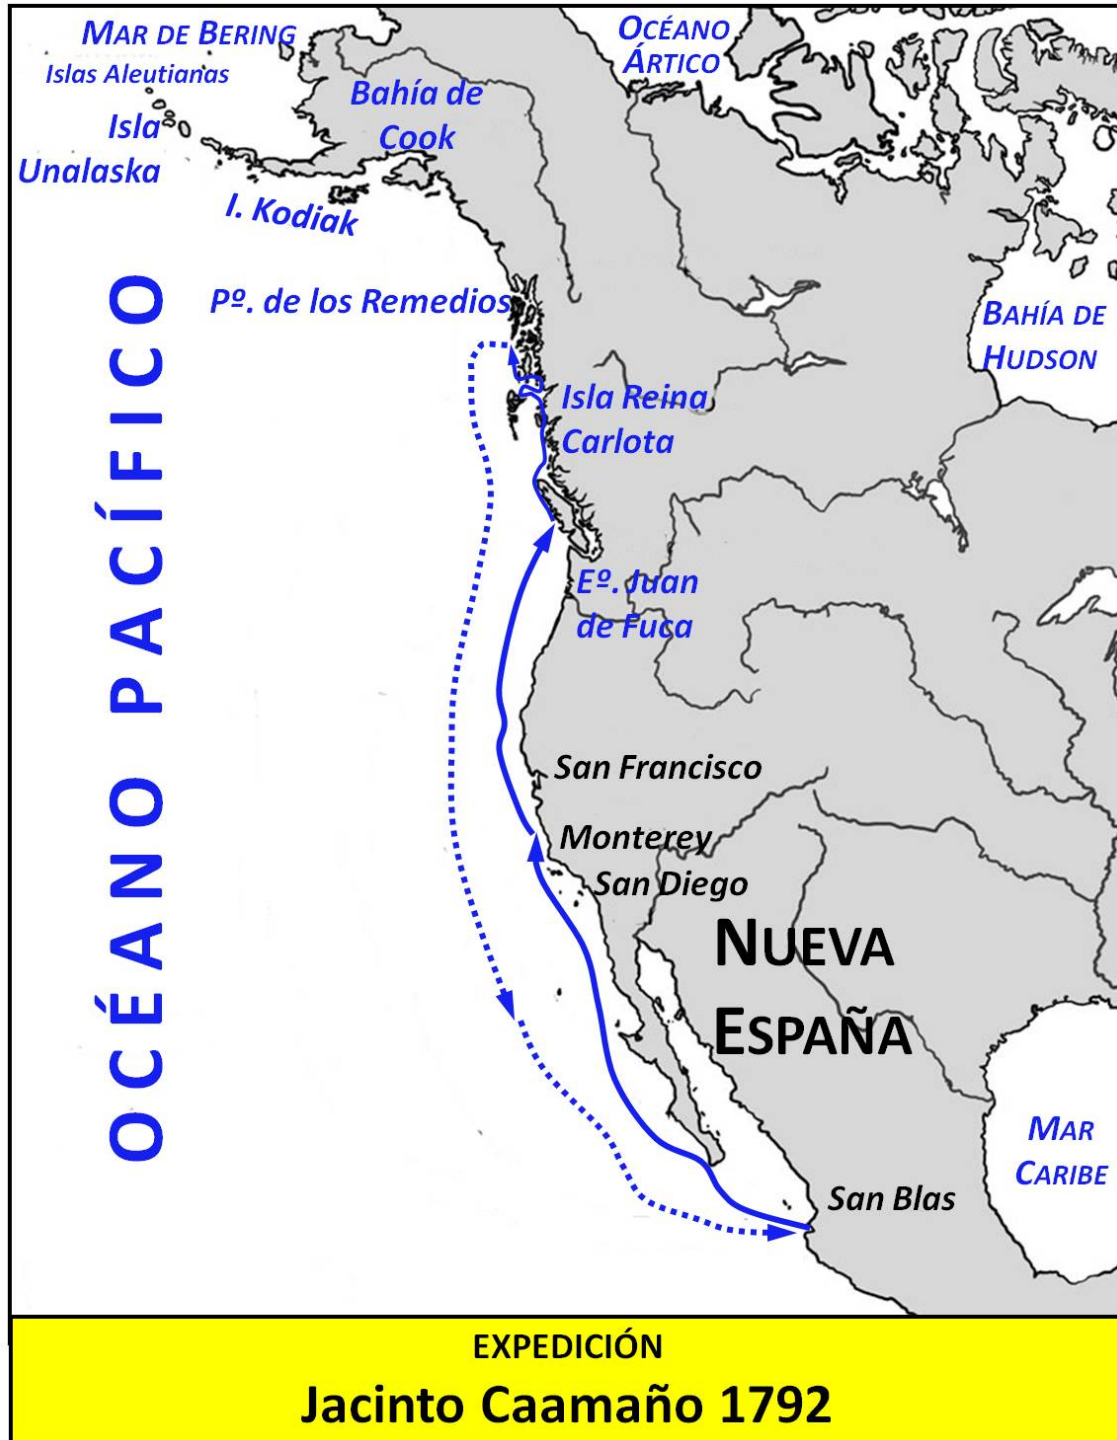 MAR DE BERING
Islas Aleutianas
Isla
Unalaska
I. Kodiak
Bahía de
Cook
OCÉANO
ÁRTICO
Pº. de los Remedios
BAHÍA DE
HUDSON
Isla Reina
Carlota
OCÉANO PACÍFICO
Eº. Juan
de Fuca
San Francisco
Monterey
San Diego
NUEVA
ESPAÑA
MAR
CARIBE
San Blas
EXPEDICIÓN
Jacinto Caamaño 1792